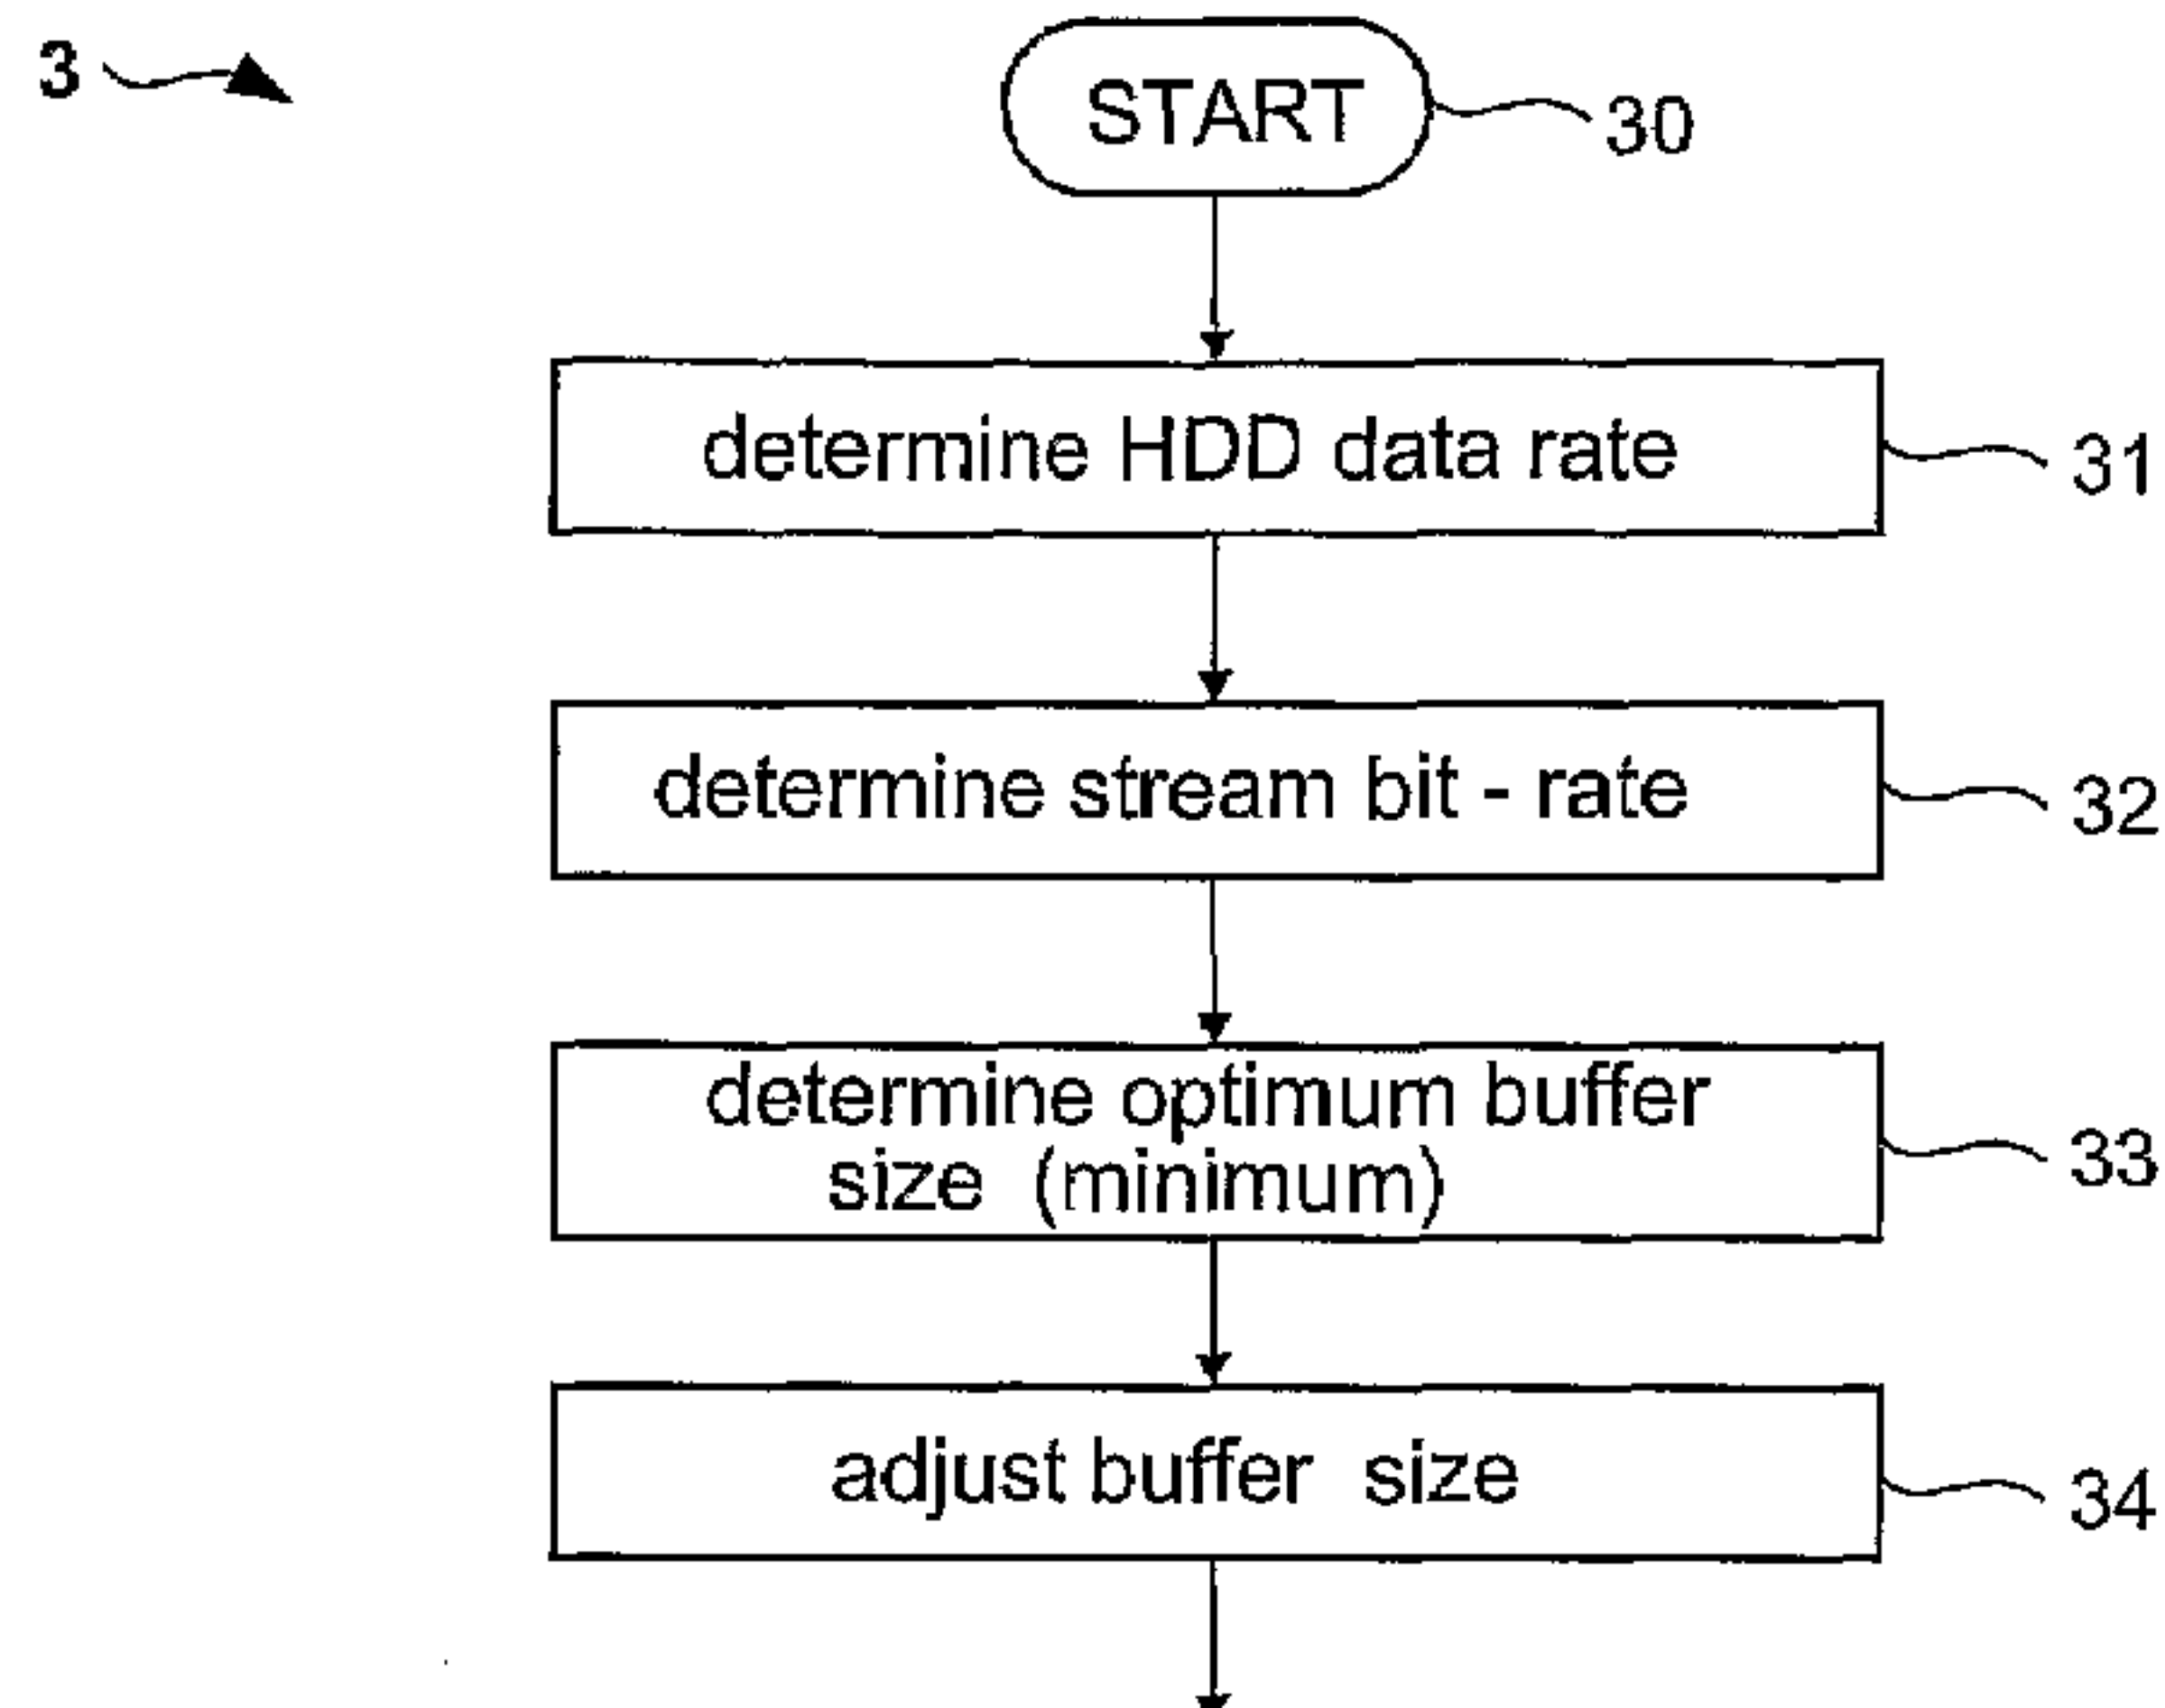 3
START
30
determine HDD data rate
31
determine stream bit - rate
32
determine optimum buffer
size (minimum)
33
adjust buffer size
34